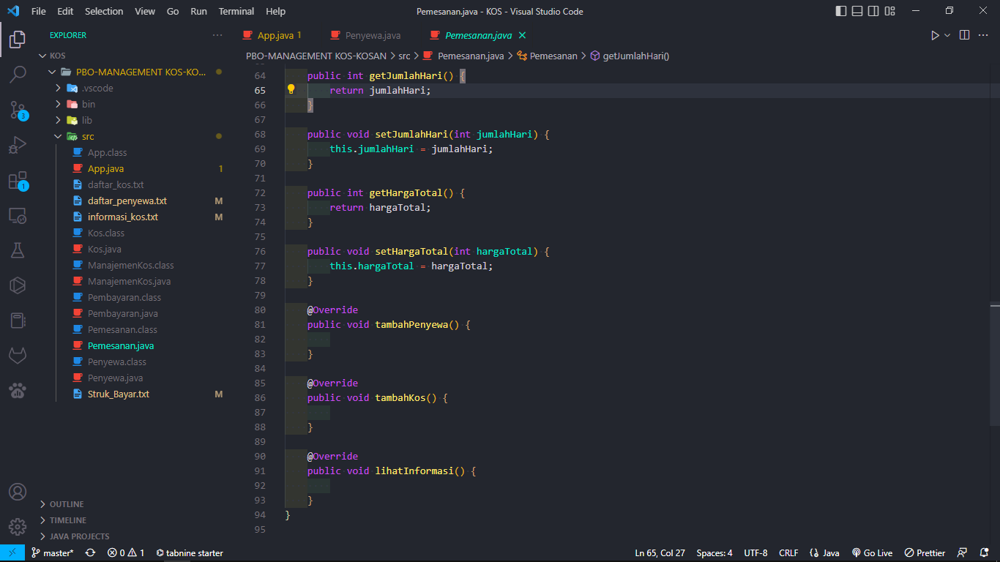 File Edit Selection View Go Run Terminal Help
Pemesanan.java - KOS - Visual Studio Code
EXPLORER
KOS
PBO-MANAGEMENT KOS-KO...
.vscode
bin
lib
src
App.class
App.java 1
daftar_kos.txt
daftar_penyewa.txt M
informasi_kos.txt M
Kos.class
Kos.java
ManajemenKos.class
ManajemenKos.java
Pembayaran.class
Pembayaran.java
Pemesanan.class
Pemesanan.java
Penyewa.class
Penyewa.java
Struk_Bayar.txt M
OUTLINE
TIMELINE
JAVA PROJECTS
3
1
App.java 1 Penyewa.java Pemesanan.java
PBO-MANAGEMENT KOS-KOSAN > src > Pemesanan.java > Pemesanan > getJumlahHari()
64 public int getJumlahHari() {
65 return jumlahHari;
66 }
67
68 public void setJumlahHari(int jumlahHari) {
69 this.jumlahHari = jumlahHari;
70 }
71
72 public int getHargaTotal() {
73 return hargaTotal;
74 }
75
76 public void setHargaTotal(int hargaTotal) {
77 this.hargaTotal = hargaTotal;
78 }
79
80 @Override
81 public void tambahPenyewa() {
82
83 }
84
85 @Override
86 public void tambahKos() {
87
88 }
89
90 @Override
91 public void lihatInformasi() {
92
93 }
94 }
95
master* 0 1 tabnine starter
Ln 65, Col 27 Spaces: 4 UTF-8 CRLF Java Go Live Prettier